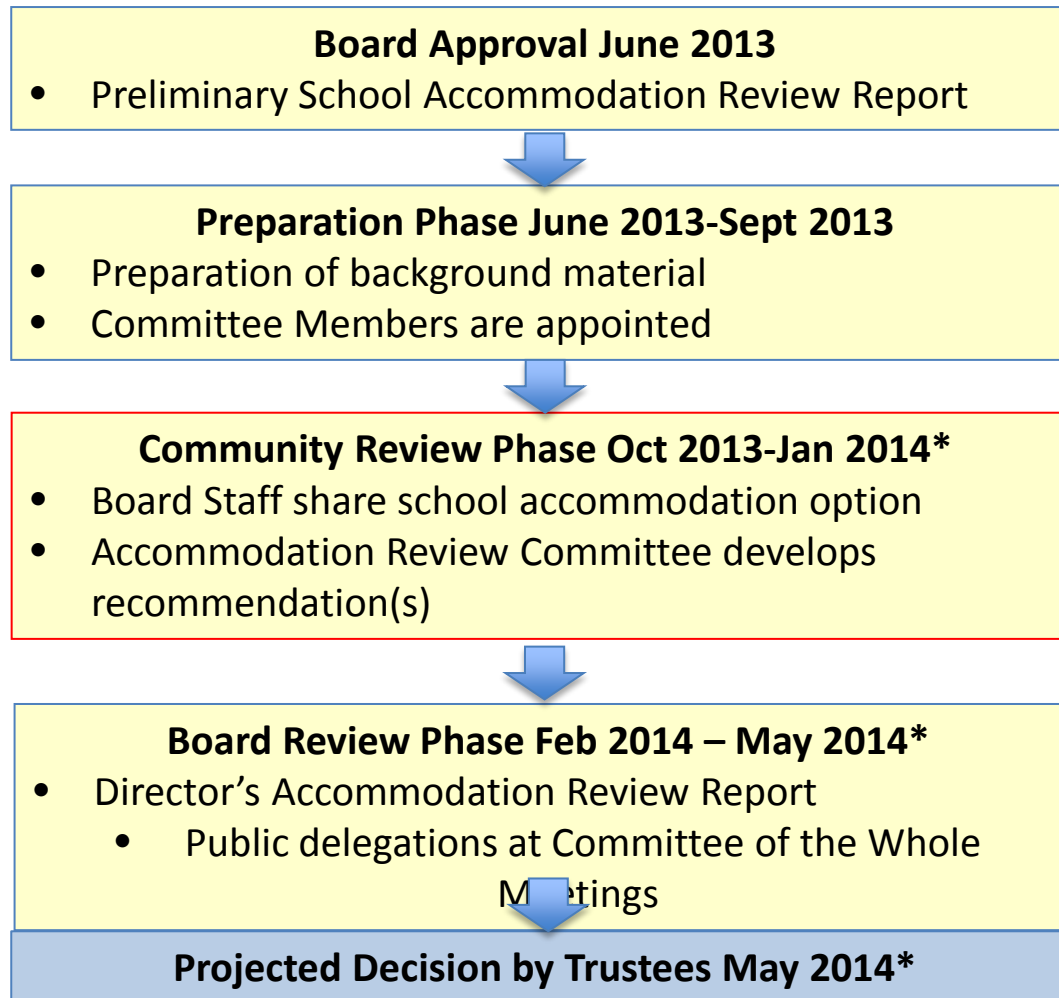 Board Approval June 2013
• Preliminary School Accommodation Review Report
Preparation Phase June 2013-Sept 2013
• Preparation of background material
• Committee Members are appointed
Community Review Phase Oct 2013-Jan 2014*
• Board Staff share school accommodation option
• Accommodation Review Committee develops
recommendation(s)
Board Review Phase Feb 2014 – May 2014*
• Director’s Accommodation Review Report
• Public delegations at Committee of the Whole
Meetings
Projected Decision by Trustees May 2014*